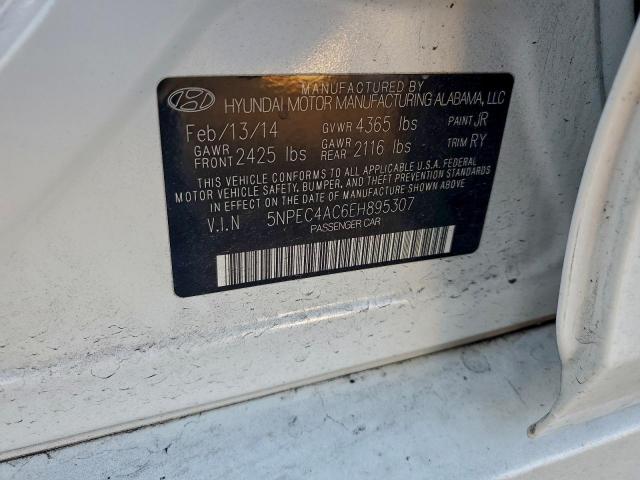 MANUFACTURED BY
HYUNDAI MOTOR MANUFACTURING ALABAMA, LLC
Feb/13/14 GVWR 4365 lbs PAINT JR
GAWR FRONT 2425 lbs GAWR REAR 2116 lbs TRIM RY
THIS VEHICLE CONFORMS TO ALL APPLICABLE U.S.A. FEDERAL
MOTOR VEHICLE SAFETY, BUMPER, AND THEFT PREVENTION STANDARDS
IN EFFECT ON THE DATE OF MANUFACTURE SHOWN ABOVE.
V.I.N 5NPEC4AC6EH895307
PASSENGER CAR